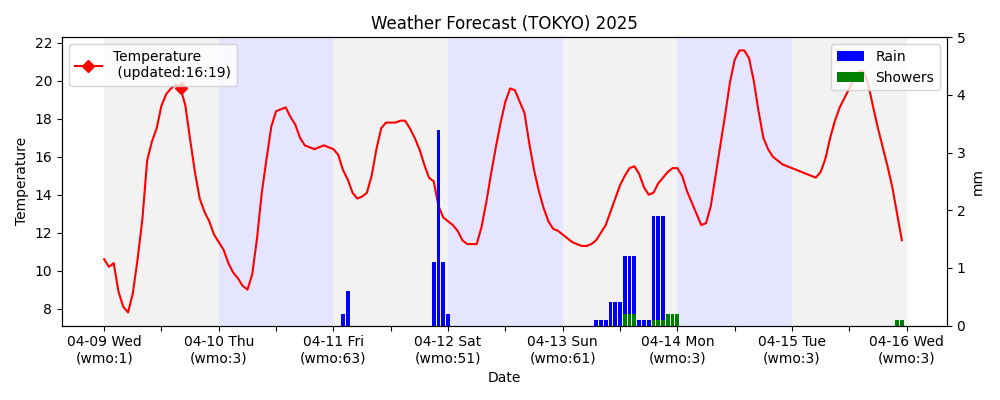 Weather Forecast (TOKYO) 2025
Temperature
(updated:16:19)
Rain
Showers
Temperature
22
20
18
16
14
12
10
8
5
4
3
2
1
0
mm
04-09 Wed
(wmo:1)
04-10 Thu
(wmo:3)
04-11 Fri
(wmo:63)
04-12 Sat
(wmo:51)
04-13 Sun
(wmo:61)
04-14 Mon
(wmo:3)
04-15 Tue
(wmo:3)
04-16 Wed
(wmo:3)
Date